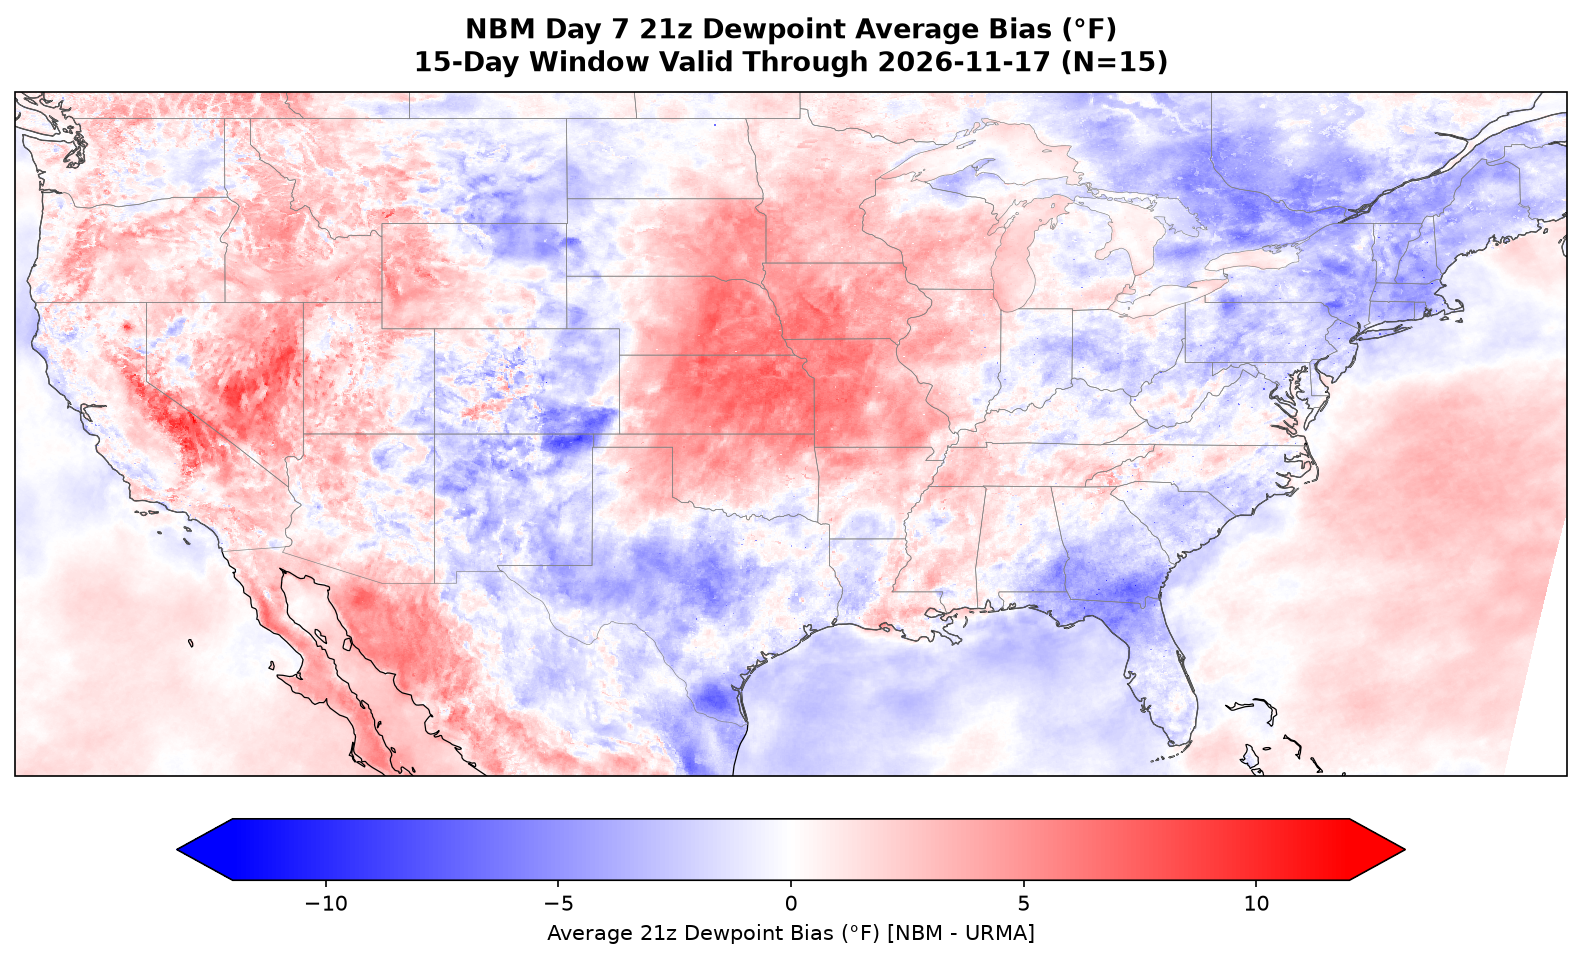 NBM Day 7 21z Dewpoint Average Bias (°F)
15-Day Window Valid Through 2026-11-17 (N=15)
−10 −5 0 5 10
Average 21z Dewpoint Bias (°F) [NBM - URMA]